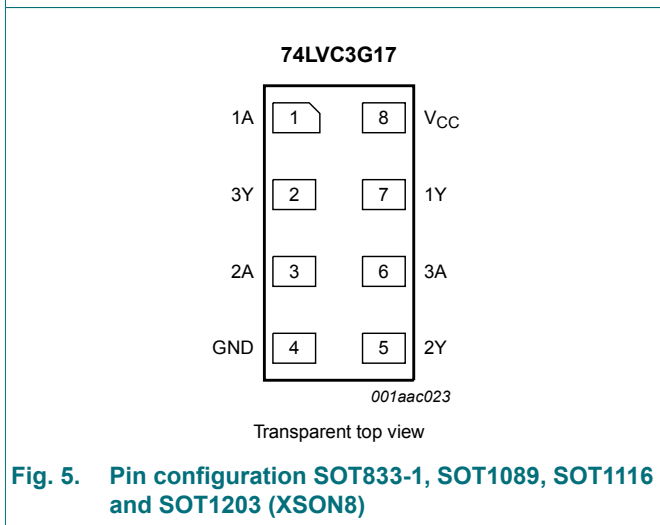 74LVC3G17
1A 1 8 VCC
3Y 2 7 1Y
2A 3 6 3A
GND 4 5 2Y
001aac023
Transparent top view
Fig. 5. Pin configuration SOT833-1, SOT1089, SOT1116
and SOT1203 (XSON8)